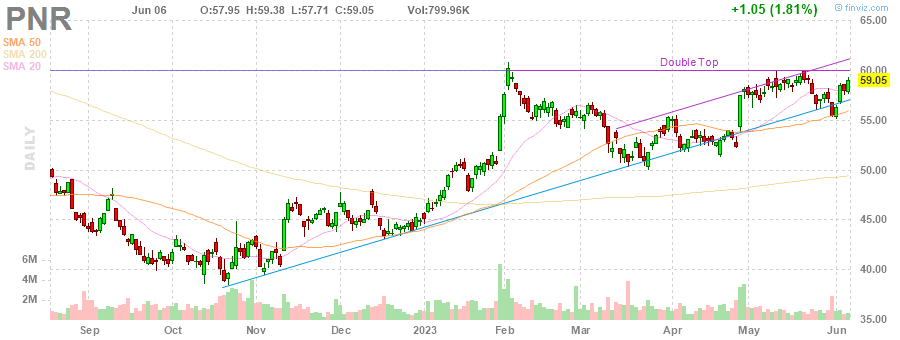 PNR Jun 06 O:57.95 H:59.38 L:57.71 C:59.05 Vol:799.96K +1.05 (1.81%)
© finviz.com
SMA 50
SMA 200
SMA 20
DAILY
Double Top
65.00
60.00
59.05
55.00
50.00
45.00
40.00
35.00
6M
4M
2M
Sep Oct Nov Dec 2023 Feb Mar Apr May Jun